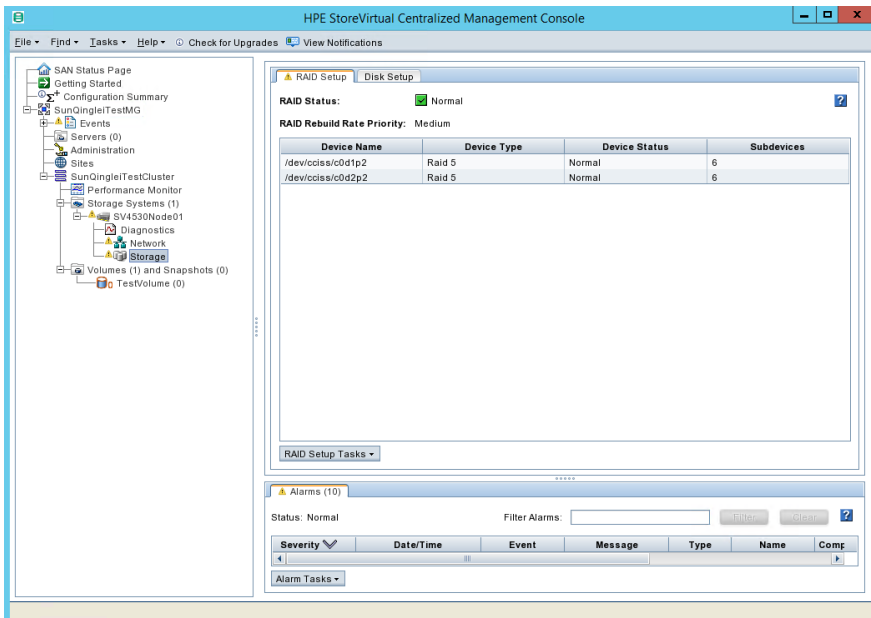 HPE StoreVirtual Centralized Management Console
File Find Tasks Help Check for Upgrades View Notifications
SAN Status Page
Getting Started
Configuration Summary
SunQingleiTestMG
Events
Servers (0)
Administration
Sites
SunQingleiTestCluster
Performance Monitor
Storage Systems (1)
SV4530Node01
Diagnostics
Network
Storage
Volumes (1) and Snapshots (0)
TestVolume (0)
RAID Setup Disk Setup
RAID Status: Normal
RAID Rebuild Rate Priority: Medium
Device Name Device Type Device Status Subdevices
/dev/cciss/c0d1p2 Raid 5 Normal 6
/dev/cciss/c0d2p2 Raid 5 Normal 6
RAID Setup Tasks
Alarms (10)
Status: Normal Filter Alarms: Filter Clear
Severity Date/Time Event Message Type Name Comp
Alarm Tasks